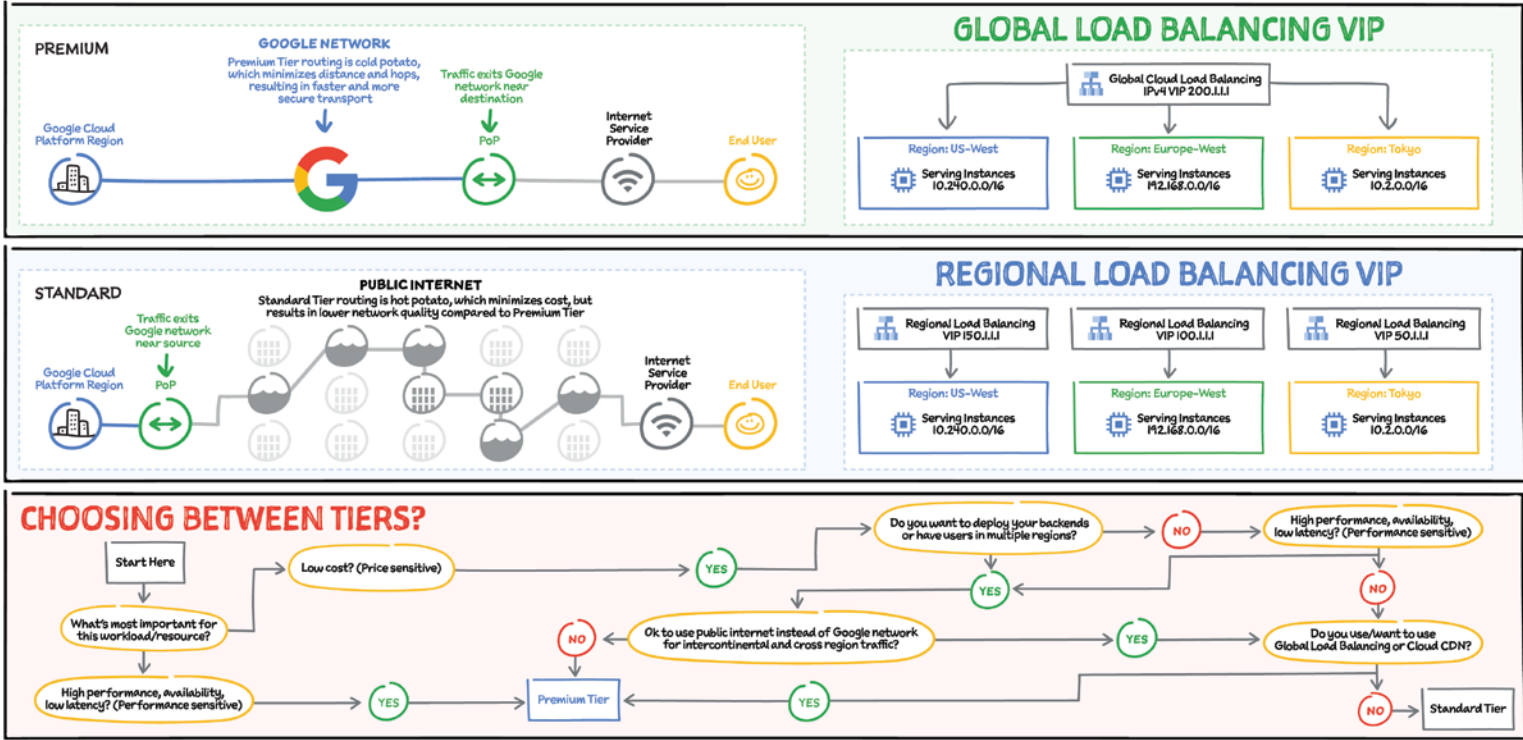 PREMIUM
GOOGLE NETWORK
Premium Tier routing is cold potato,
which minimizes distance and hops,
resulting in faster and more
secure transport
Traffic exits Google
network near
destination
Google Cloud
Platform Region
PoP
Internet
Service
Provider
End User
GLOBAL LOAD BALANCING VIP
Global Cloud Load Balancing
IPv4 VIP 200.1.1.1
Region: US-West
Serving Instances
10.240.0.0/16
Region: Europe-West
Serving Instances
192.168.0.0/16
Region: Tokyo
Serving Instances
10.2.0.0/16
STANDARD
PUBLIC INTERNET
Standard Tier routing is hot potato, which minimizes cost, but
results in lower network quality compared to Premium Tier
Traffic exits
Google network
near source
Google Cloud
Platform Region
PoP
Internet
Service
Provider
End User
REGIONAL LOAD BALANCING VIP
Regional Load Balancing
VIP 150.1.1.1
Regional Load Balancing
VIP 100.1.1.1
Regional Load Balancing
VIP 50.1.1.1
Region: US-West
Serving Instances
10.240.0.0/16
Region: Europe-West
Serving Instances
192.168.0.0/16
Region: Tokyo
Serving Instances
10.2.0.0/16
CHOOSING BETWEEN TIERS?
Start Here
What's most important for
this workload/resource?
Low cost? (Price sensitive)
YES
Do you want to deploy your backends
or have users in multiple regions?
NO
High performance, availability,
low latency? (Performance sensitive)
YES
NO
NO
Ok to use public internet instead of Google network
for intercontinental and cross region traffic?
YES
Do you use/want to use
Global Load Balancing or Cloud CDN?
High performance, availability,
low latency? (Performance sensitive)
YES
Premium Tier
YES
NO
Standard Tier